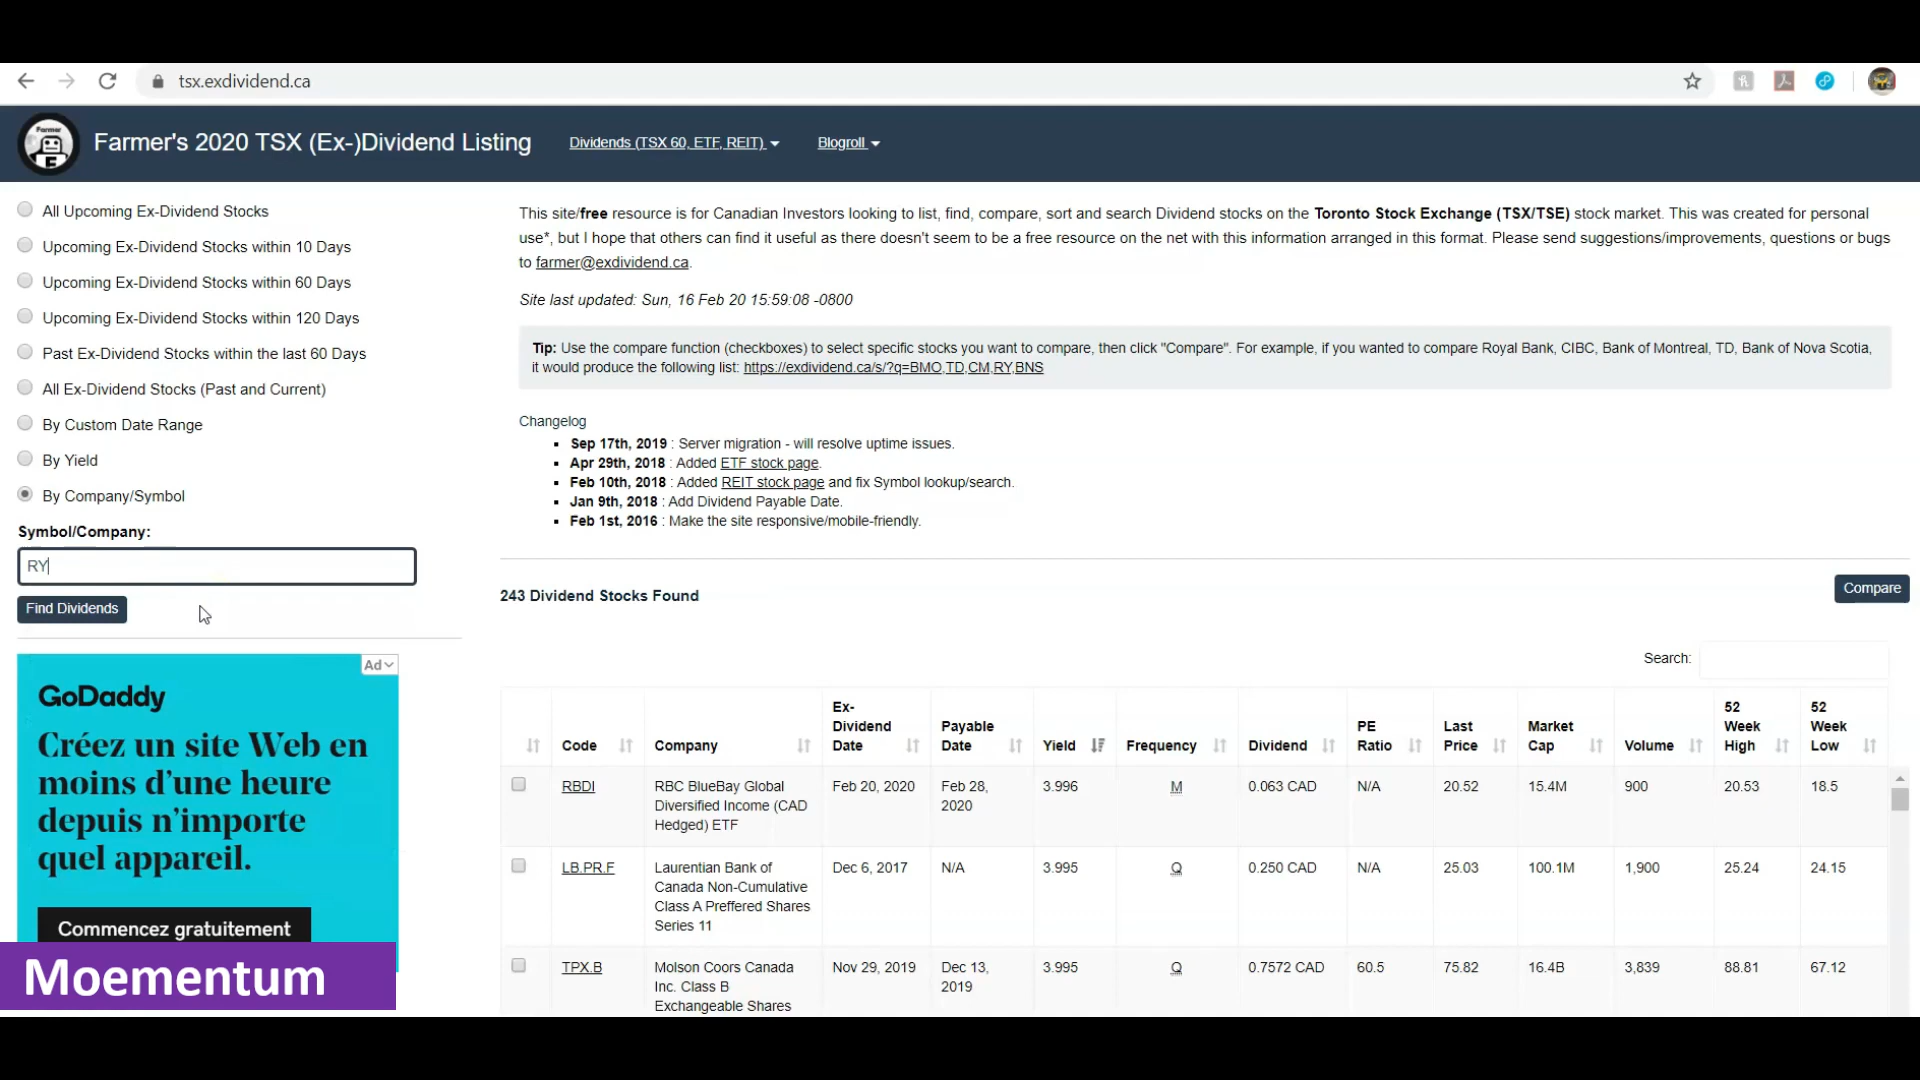 tsx.exdividend.ca
Farmer
Farmer's 2020 TSX (Ex-)Dividend Listing
Dividends (TSX 60, ETF, REIT)
Blogroll
All Upcoming Ex-Dividend Stocks
Upcoming Ex-Dividend Stocks within 10 Days
Upcoming Ex-Dividend Stocks within 60 Days
Upcoming Ex-Dividend Stocks within 120 Days
Past Ex-Dividend Stocks within the last 60 Days
All Ex-Dividend Stocks (Past and Current)
By Custom Date Range
By Yield
By Company/Symbol
Symbol/Company:
RY
Find Dividends
Ad
GoDaddy
Créez un site Web en
moins d'une heure
depuis n'importe
quel appareil.
Commencez gratuitement
Moementum
This site/free resource is for Canadian Investors looking to list, find, compare, sort and search Dividend stocks on the Toronto Stock Exchange (TSX/TSE) stock market. This was created for personal
use*, but I hope that others can find it useful as there doesn't seem to be a free resource on the net with this information arranged in this format. Please send suggestions/improvements, questions or bugs
to farmer@exdividend.ca.
Site last updated: Sun, 16 Feb 20 15:59:08 -0800
Tip: Use the compare function (checkboxes) to select specific stocks you want to compare, then click "Compare". For example, if you wanted to compare Royal Bank, CIBC, Bank of Montreal, TD, Bank of Nova Scotia,
it would produce the following list: https://exdividend.ca/s/?q=BMO,TD,CM,RY,BNS
Changelog
Sep 17th, 2019 : Server migration - will resolve uptime issues.
Apr 29th, 2018 : Added ETF stock page.
Feb 10th, 2018 : Added REIT stock page and fix Symbol lookup/search.
Jan 9th, 2018 : Add Dividend Payable Date.
Feb 1st, 2016 : Make the site responsive/mobile-friendly.
243 Dividend Stocks Found
Compare
Search:
Code Company Ex-Dividend Date Payable Date Yield Frequency Dividend PE Ratio Last Price Market Cap Volume 52 Week High 52 Week Low
RBDI RBC BlueBay Global Feb 20, 2020 Feb 28, 3.996 M 0.063 CAD N/A 20.52 15.4M 900 20.53 18.5
Diversified Income (CAD 2020
Hedged) ETF
LB.PR.F Laurentian Bank of Dec 6, 2017 N/A 3.995 Q 0.250 CAD N/A 25.03 100.1M 1,900 25.24 24.15
Canada Non-Cumulative
Class A Preffered Shares
Series 11
TPX.B Molson Coors Canada Nov 29, 2019 Dec 13, 3.995 Q 0.7572 CAD 60.5 75.82 16.4B 3,839 88.81 67.12
Inc. Class B 2019
Exchangeable Shares